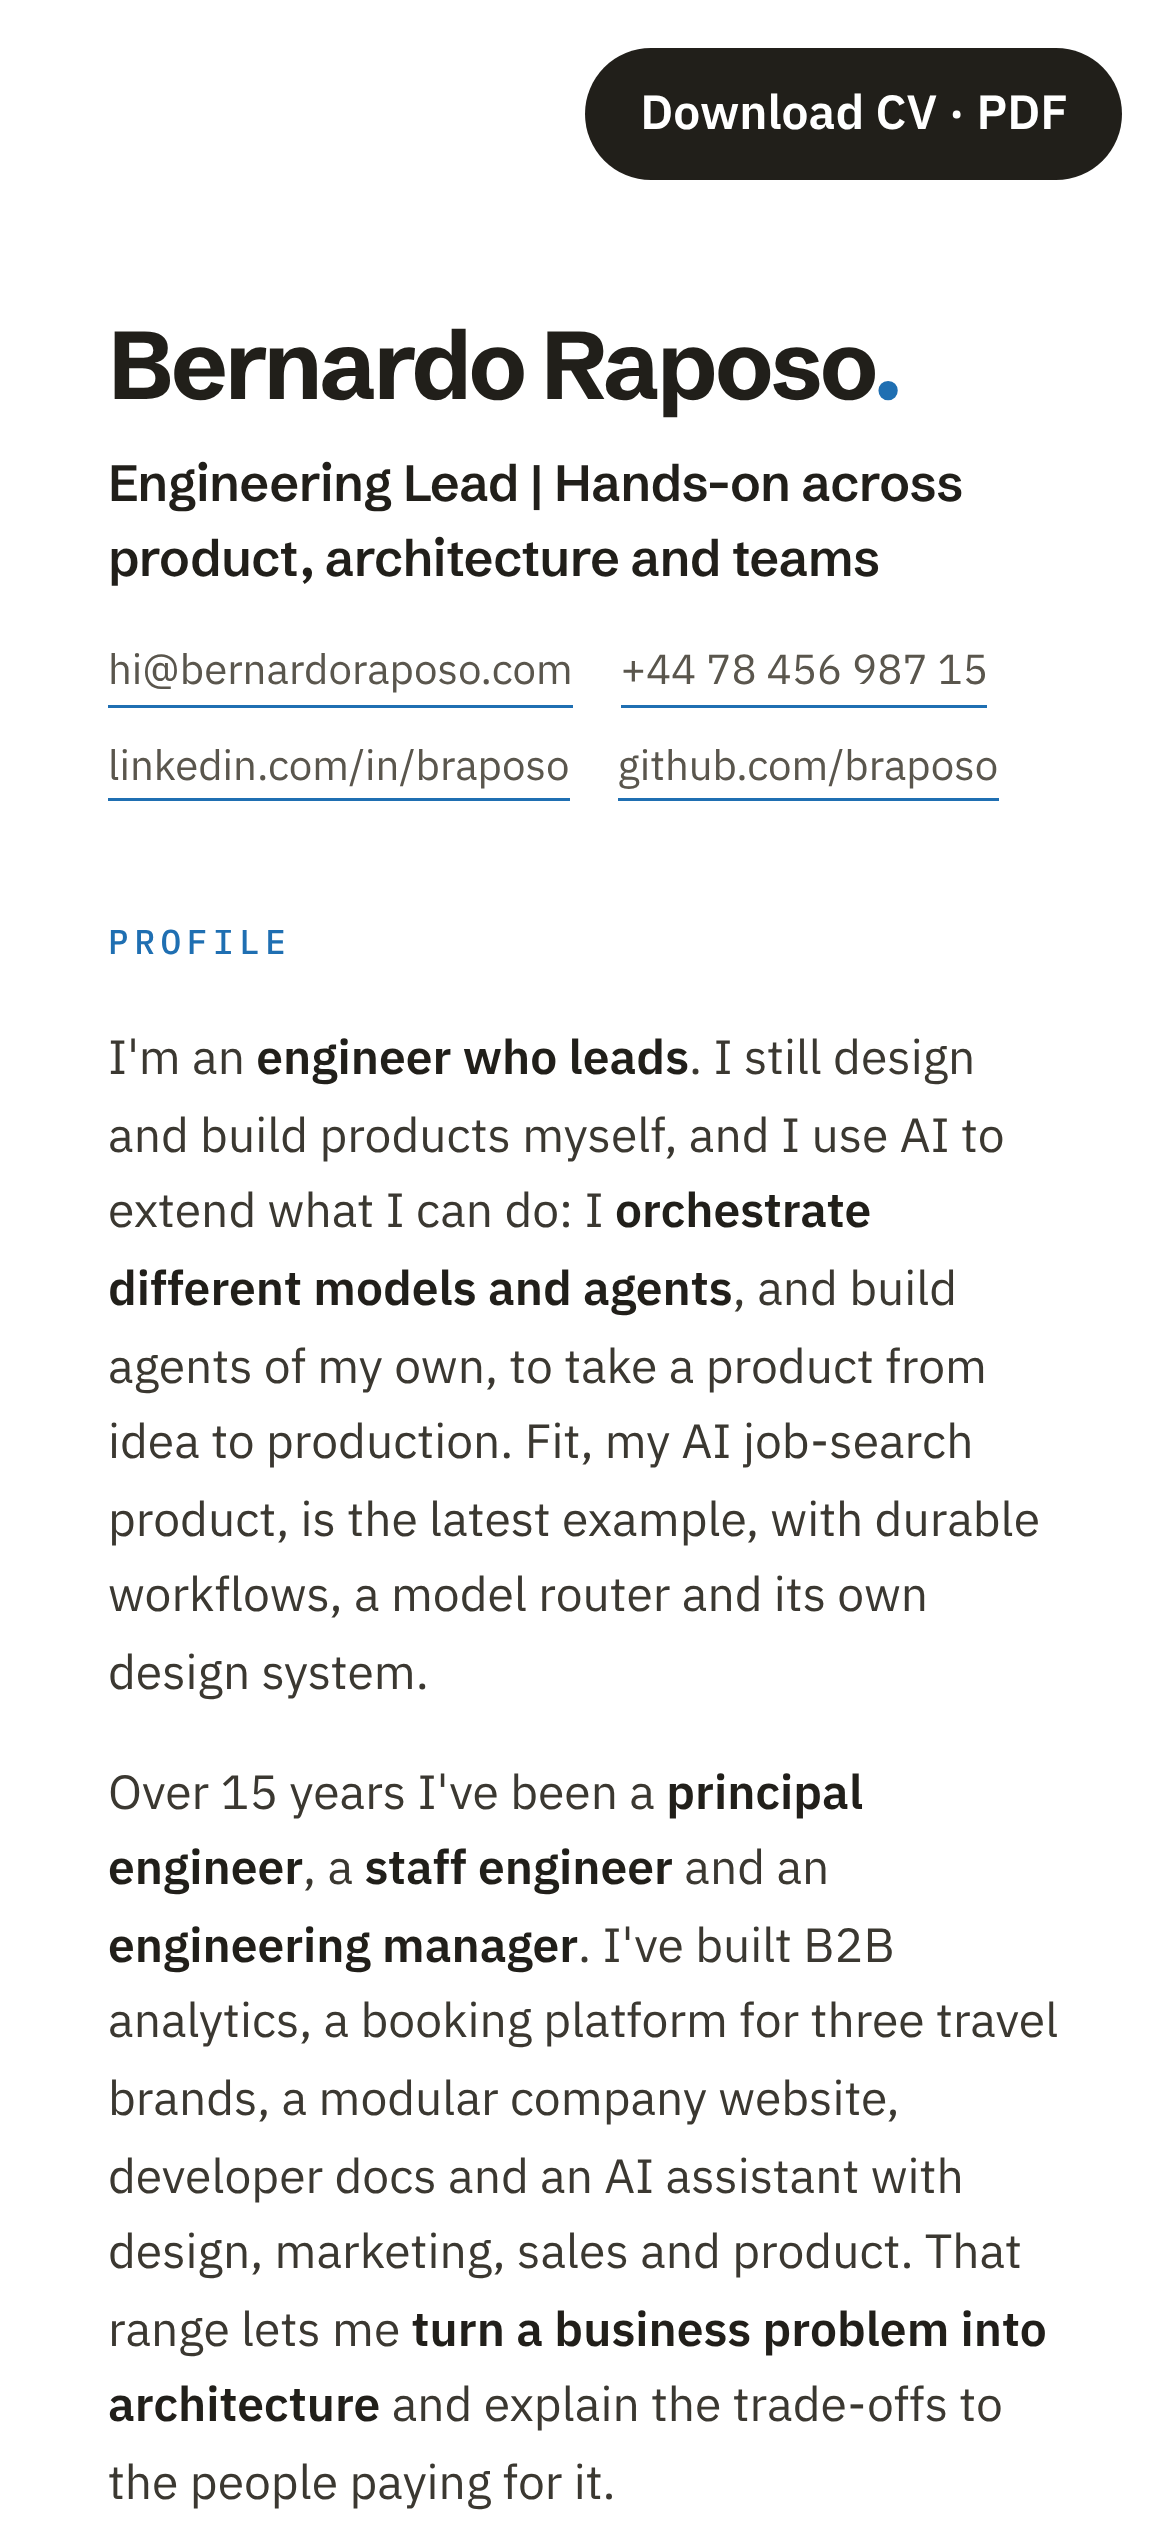 Download CV · PDF
Bernardo Raposo.
Engineering Lead | Hands-on across
product, architecture and teams
hi@bernardoraposo.com +44 78 456 987 15
linkedin.com/in/braposo github.com/braposo
PROFILE
I'm an engineer who leads. I still design
and build products myself, and I use AI to
extend what I can do: I orchestrate
different models and agents, and build
agents of my own, to take a product from
idea to production. Fit, my AI job-search
product, is the latest example, with durable
workflows, a model router and its own
design system.
Over 15 years I've been a principal
engineer, a staff engineer and an
engineering manager. I've built B2B
analytics, a booking platform for three travel
brands, a modular company website,
developer docs and an AI assistant with
design, marketing, sales and product. That
range lets me turn a business problem into
architecture and explain the trade-offs to
the people paying for it.